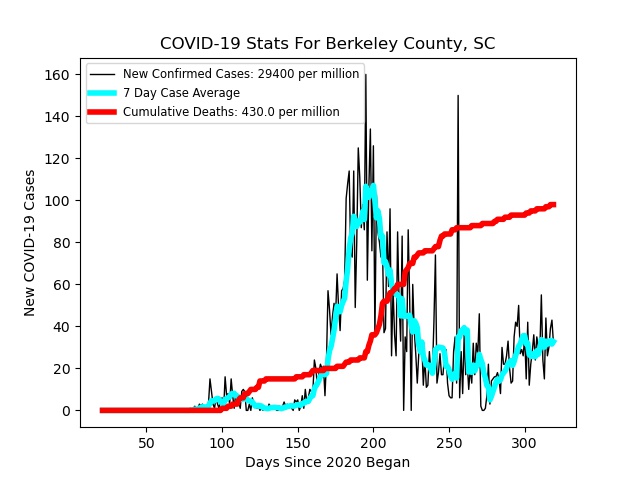 COVID-19 Stats For Berkeley County, SC
New Confirmed Cases: 29400 per million
7 Day Case Average
Cumulative Deaths: 430.0 per million
New COVID-19 Cases
160
140
120
100
80
60
40
20
0
50 100 150 200 250 300
Days Since 2020 Began